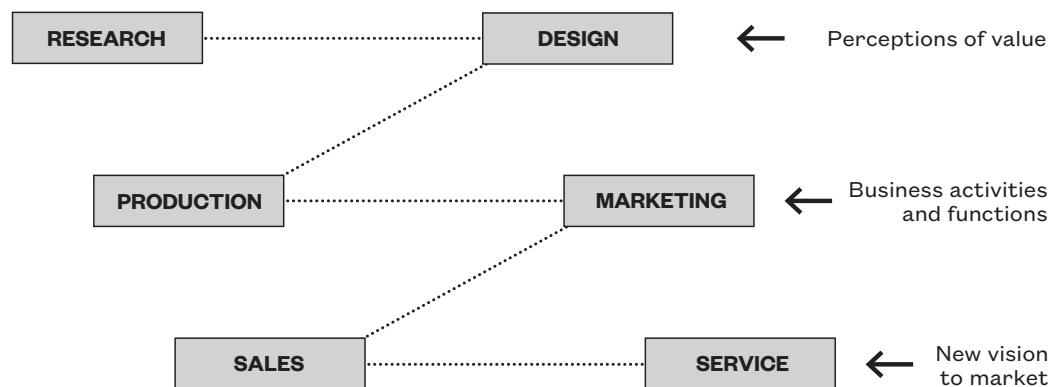 RESEARCH
DESIGN
Perceptions of value
PRODUCTION
MARKETING
Business activities
and functions
SALES
SERVICE
New vision
to market